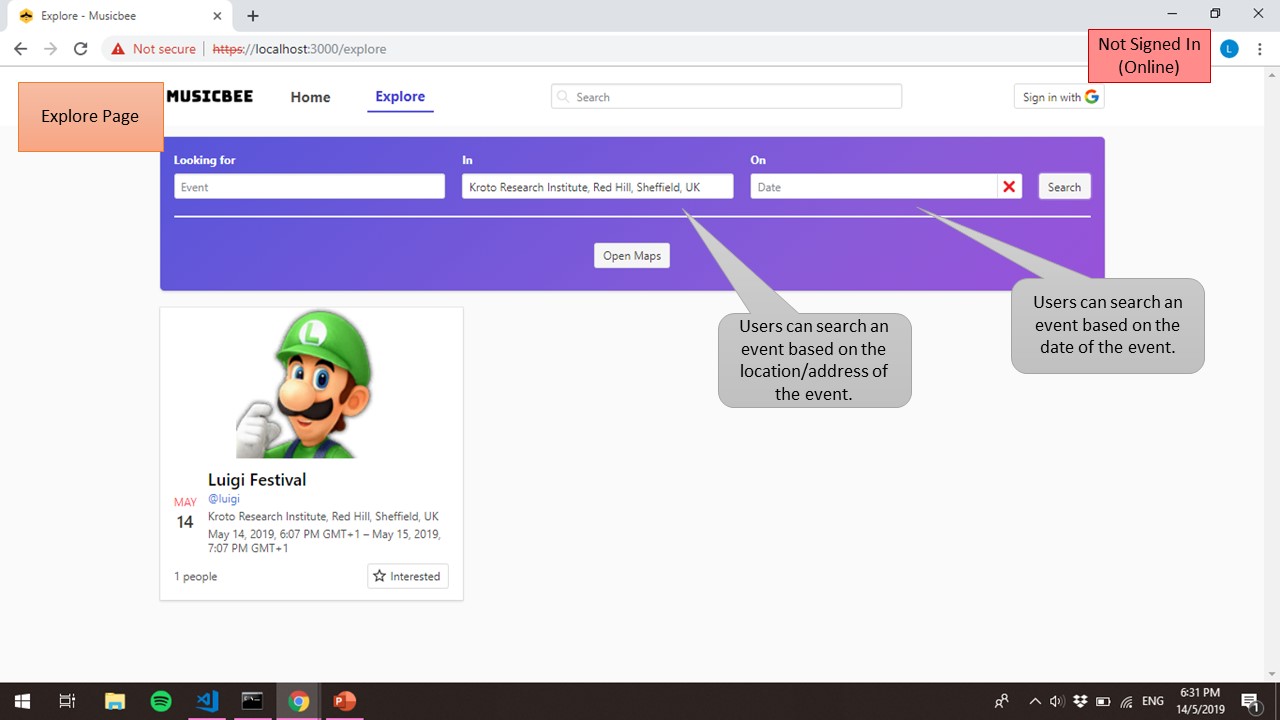 Explore - Musicbee
Not secure
https://localhost:3000/explore
Not Signed In
(Online)
L
Explore Page
MUSICBEE
Home
Explore
Search
Sign in with
Looking for
In
On
Event
Kroto Research Institute, Red Hill, Sheffield, UK
Date
Search
Open Maps
Users can search an
event based on the
location/address of
the event.
Users can search an
event based on the
date of the event.
L
Luigi Festival
@luigi
MAY
14
Kroto Research Institute, Red Hill, Sheffield, UK
May 14, 2019, 6:07 PM GMT+1 – May 15, 2019,
7:07 PM GMT+1
1 people
Interested
ENG
6:31 PM
14/5/2019
1